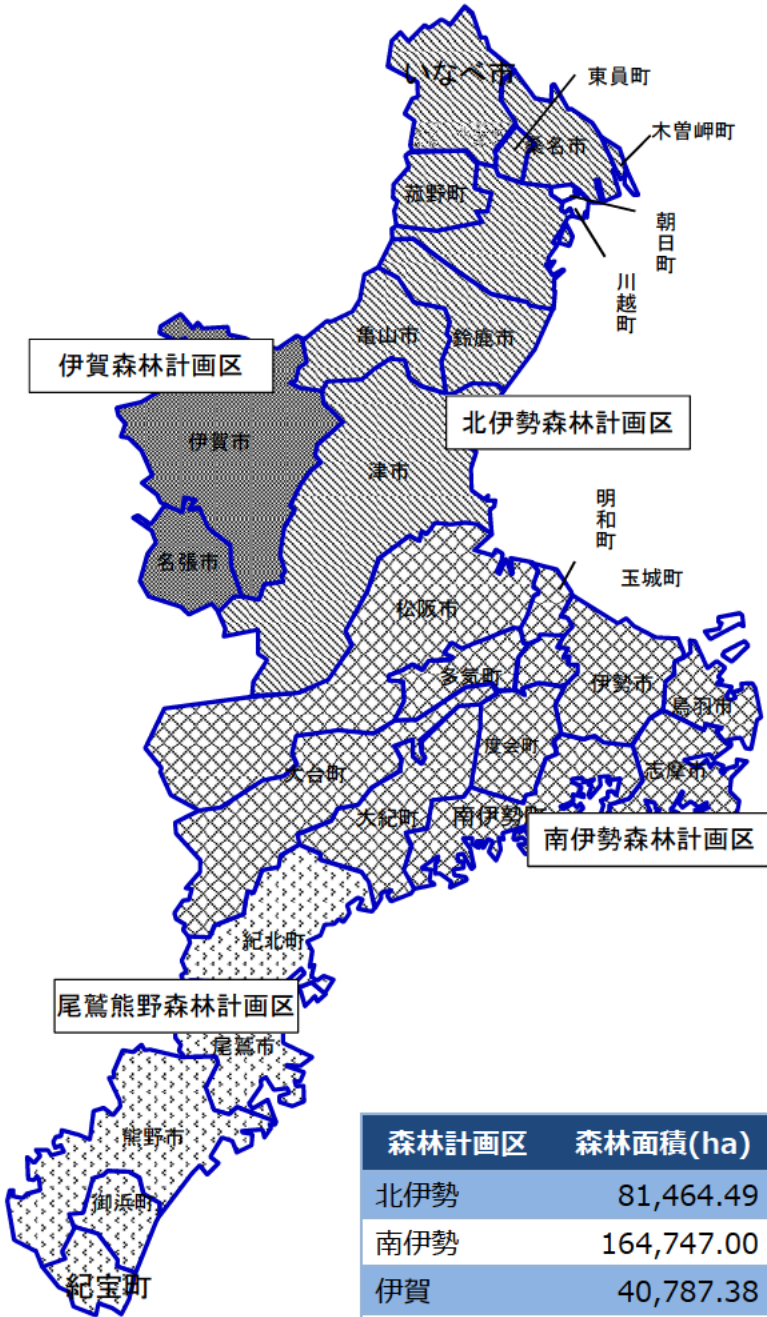 いなべ市
東員町
桑名市
木曽岬町
菰野町
朝日町
川越町
亀山市
鈴鹿市
伊賀森林計画区
北伊勢森林計画区
伊賀市
津市
名張市
明和町
玉城町
松阪市
多気町
伊勢市
鳥羽市
度会町
志摩市
大台町
大紀町
南伊勢町
南伊勢森林計画区
紀北町
尾鷲熊野森林計画区
尾鷲市
熊野市
御浜町
紀宝町
森林計画区 森林面積(ha)
北伊勢 81,464.49
南伊勢 164,747.00
伊賀 40,787.38